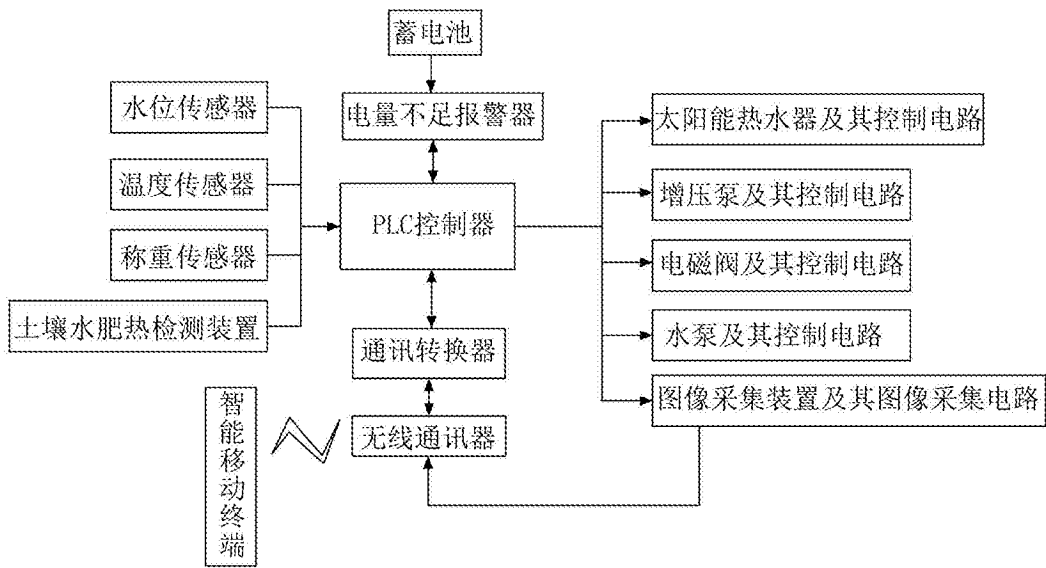 蓄电池
水位传感器
电量不足报警器
太阳能热水器及其控制电路
温度传感器
增压泵及其控制电路
PLC控制器
称重传感器
电磁阀及其控制电路
土壤水肥热检测装置
通讯转换器
水泵及其控制电路
图像采集装置及其图像采集电路
智能移动终端
无线通讯器